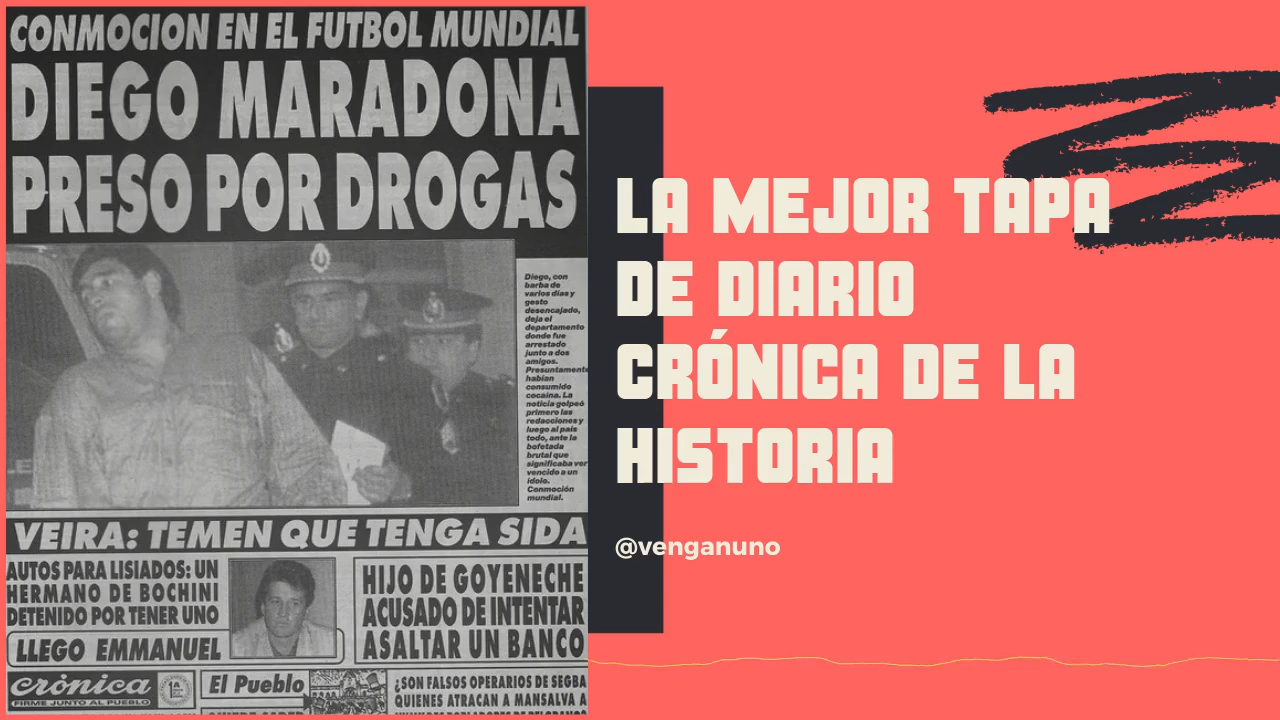 CONMOCION EN EL FUTBOL MUNDIAL
DIEGO MARADONA
PRESO POR DROGAS
Diego, con
barba de
varios días y
gesto
desencajado,
deja el
departamento
donde fue
arrestado
junto a dos
amigos.
Presuntamente
habían
consumido
cocaína. La
noticia golpeó
primero las
redacciones y
luego al país
todo, ante la
bofetada
brutal que
significaba ver
vencido a un
ídolo.
Conmoción
mundial.
VEIRA: TEMEN QUE TENGA SIDA
AUTOS PARA LISIADOS: UN
HERMANO DE BOCHINI
DETENIDO POR TENER UNO
LLEGO EMMANUEL
HIJO DE GOYENECHE
ACUSADO DE INTENTAR
ASALTAR UN BANCO
crónica
FIRME JUNTO AL PUEBLO
1A
El Pueblo
¿SON FALSOS OPERARIOS DE SEGBA
QUIENES ATRACAN A MANSALVA A
LA MEJOR TAPA
DE DIARIO
CRÓNICA DE LA
HISTORIA
@venganuno